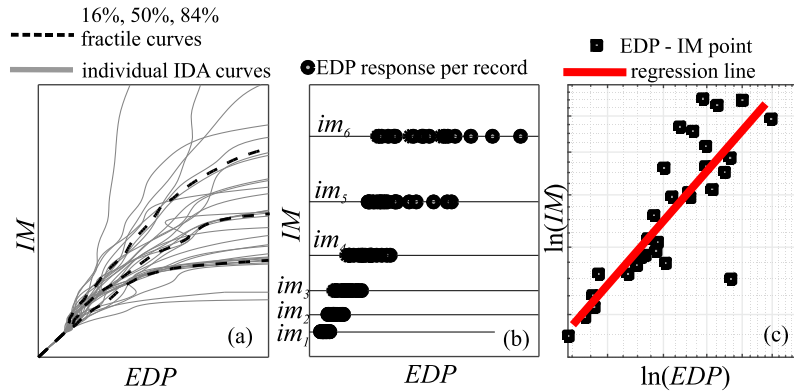 16%, 50%, 84%
fractile curves
individual IDA curves
IM
EDP
(a)
EDP response per record
im6
im5
im4
im3
im2
im1
IM
EDP
(b)
EDP - IM point
regression line
ln(IM)
ln(EDP)
(c)